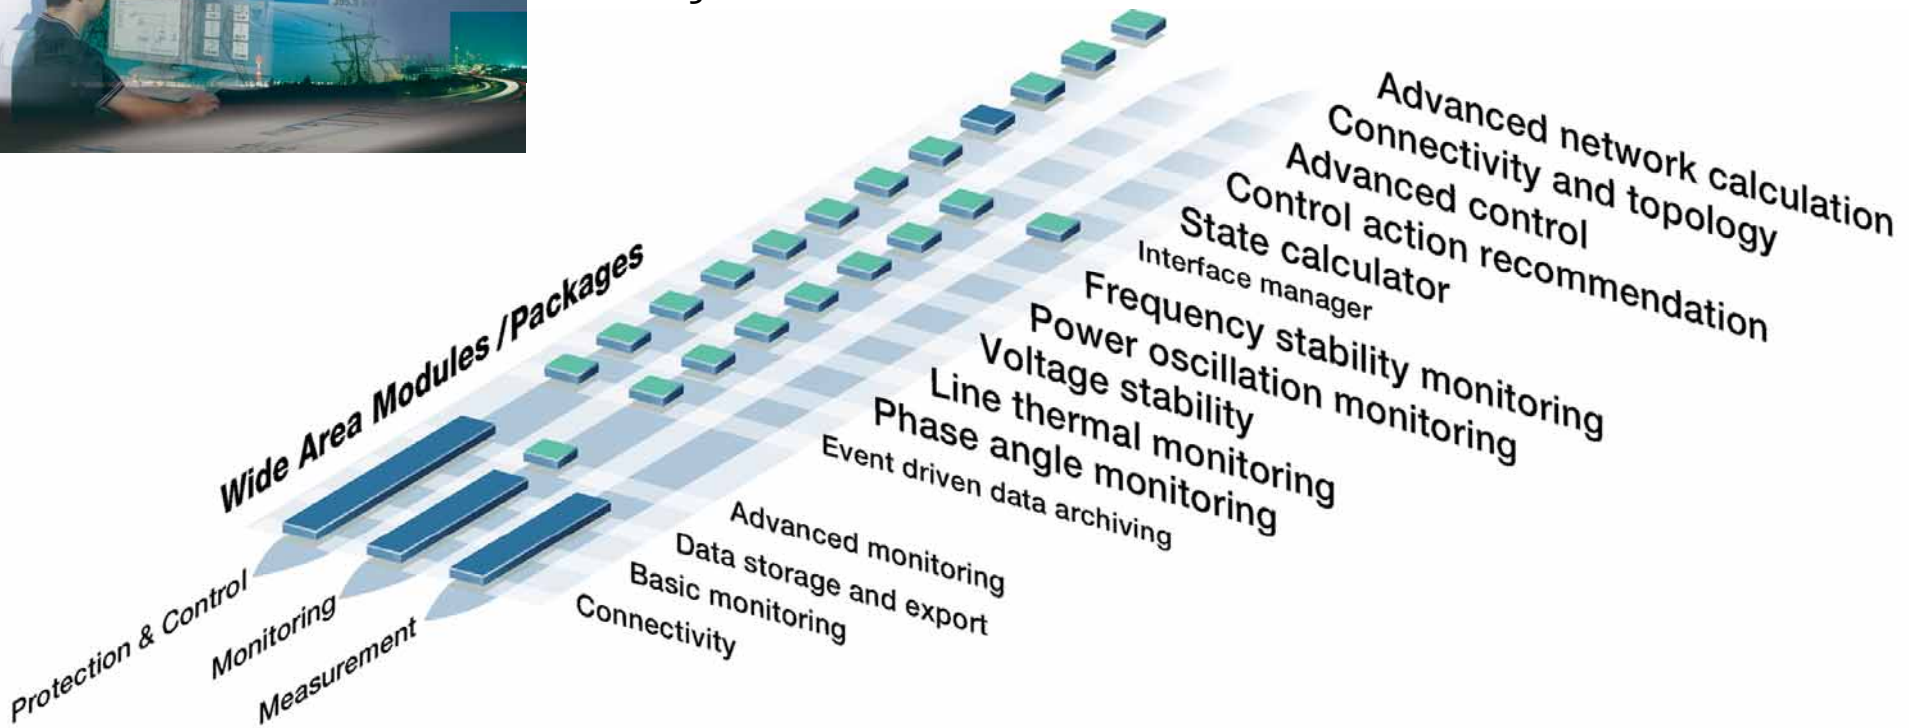 Wide Area Modules / Packages
Advanced network calculation
Connectivity and topology
Advanced control
Control action recommendation
State calculator
Interface manager
Frequency stability monitoring
Power oscillation monitoring
Voltage stability
Line thermal monitoring
Phase angle monitoring
Event driven data archiving
Advanced monitoring
Data storage and export
Basic monitoring
Connectivity
Protection & Control
Monitoring
Measurement